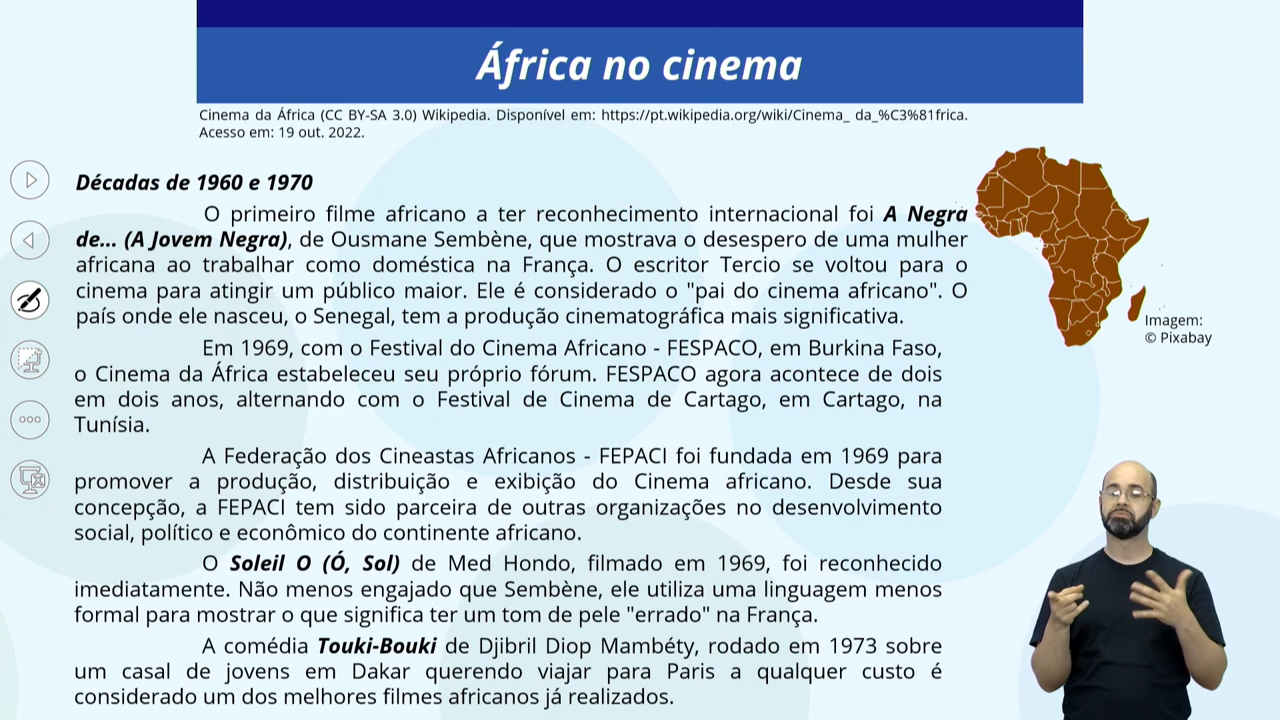 África no cinema
Cinema da África (CC BY-SA 3.0) Wikipedia. Disponível em: https://pt.wikipedia.org/wiki/Cinema_ da_%C3%81frica.
Acesso em: 19 out. 2022.
Décadas de 1960 e 1970
O primeiro filme africano a ter reconhecimento internacional foi A Negra
de... (A Jovem Negra), de Ousmane Sembène, que mostrava o desespero de uma mulher
africana ao trabalhar como doméstica na França. O escritor Tercio se voltou para o
cinema para atingir um público maior. Ele é considerado o "pai do cinema africano". O
país onde ele nasceu, o Senegal, tem a produção cinematográfica mais significativa.
Imagem:
© Pixabay
Em 1969, com o Festival do Cinema Africano - FESPACO, em Burkina Faso,
o Cinema da África estabeleceu seu próprio fórum. FESPACO agora acontece de dois
em dois anos, alternando com o Festival de Cinema de Cartago, em Cartago, na
Tunísia.
A Federação dos Cineastas Africanos - FEPACI foi fundada em 1969 para
promover a produção, distribuição e exibição do Cinema africano. Desde sua
concepção, a FEPACI tem sido parceira de outras organizações no desenvolvimento
social, político e econômico do continente africano.
O Soleil O (Ó, Sol) de Med Hondo, filmado em 1969, foi reconhecido
imediatamente. Não menos engajado que Sembène, ele utiliza uma linguagem menos
formal para mostrar o que significa ter um tom de pele "errado" na França.
A comédia Touki-Bouki de Djibril Diop Mambéty, rodado em 1973 sobre
um casal de jovens em Dakar querendo viajar para Paris a qualquer custo é
considerado um dos melhores filmes africanos já realizados.